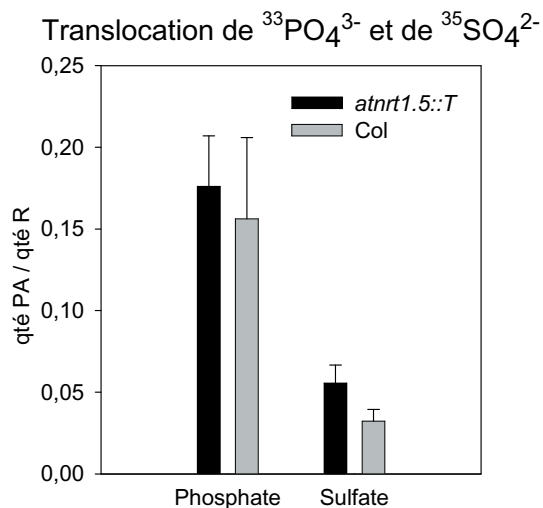 Translocation de ³³PO₄³⁻ et de ³⁵SO₄²⁻
0,25
0,20
0,15
0,10
0,05
0,00
qté PA / qté R
atnrt1.5::T
Col
Phosphate Sulfate